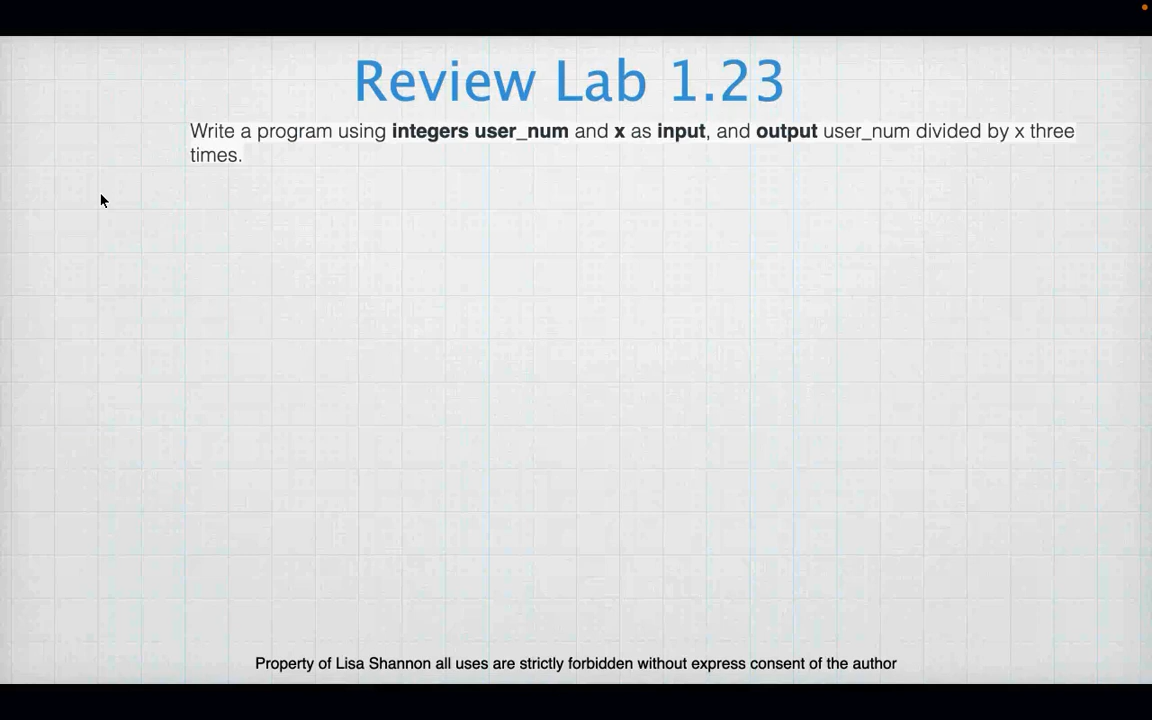 Review Lab 1.23
Write a program using integers user_num and x as input, and output user_num divided by x three
times.
Property of Lisa Shannon all uses are strictly forbidden without express consent of the author